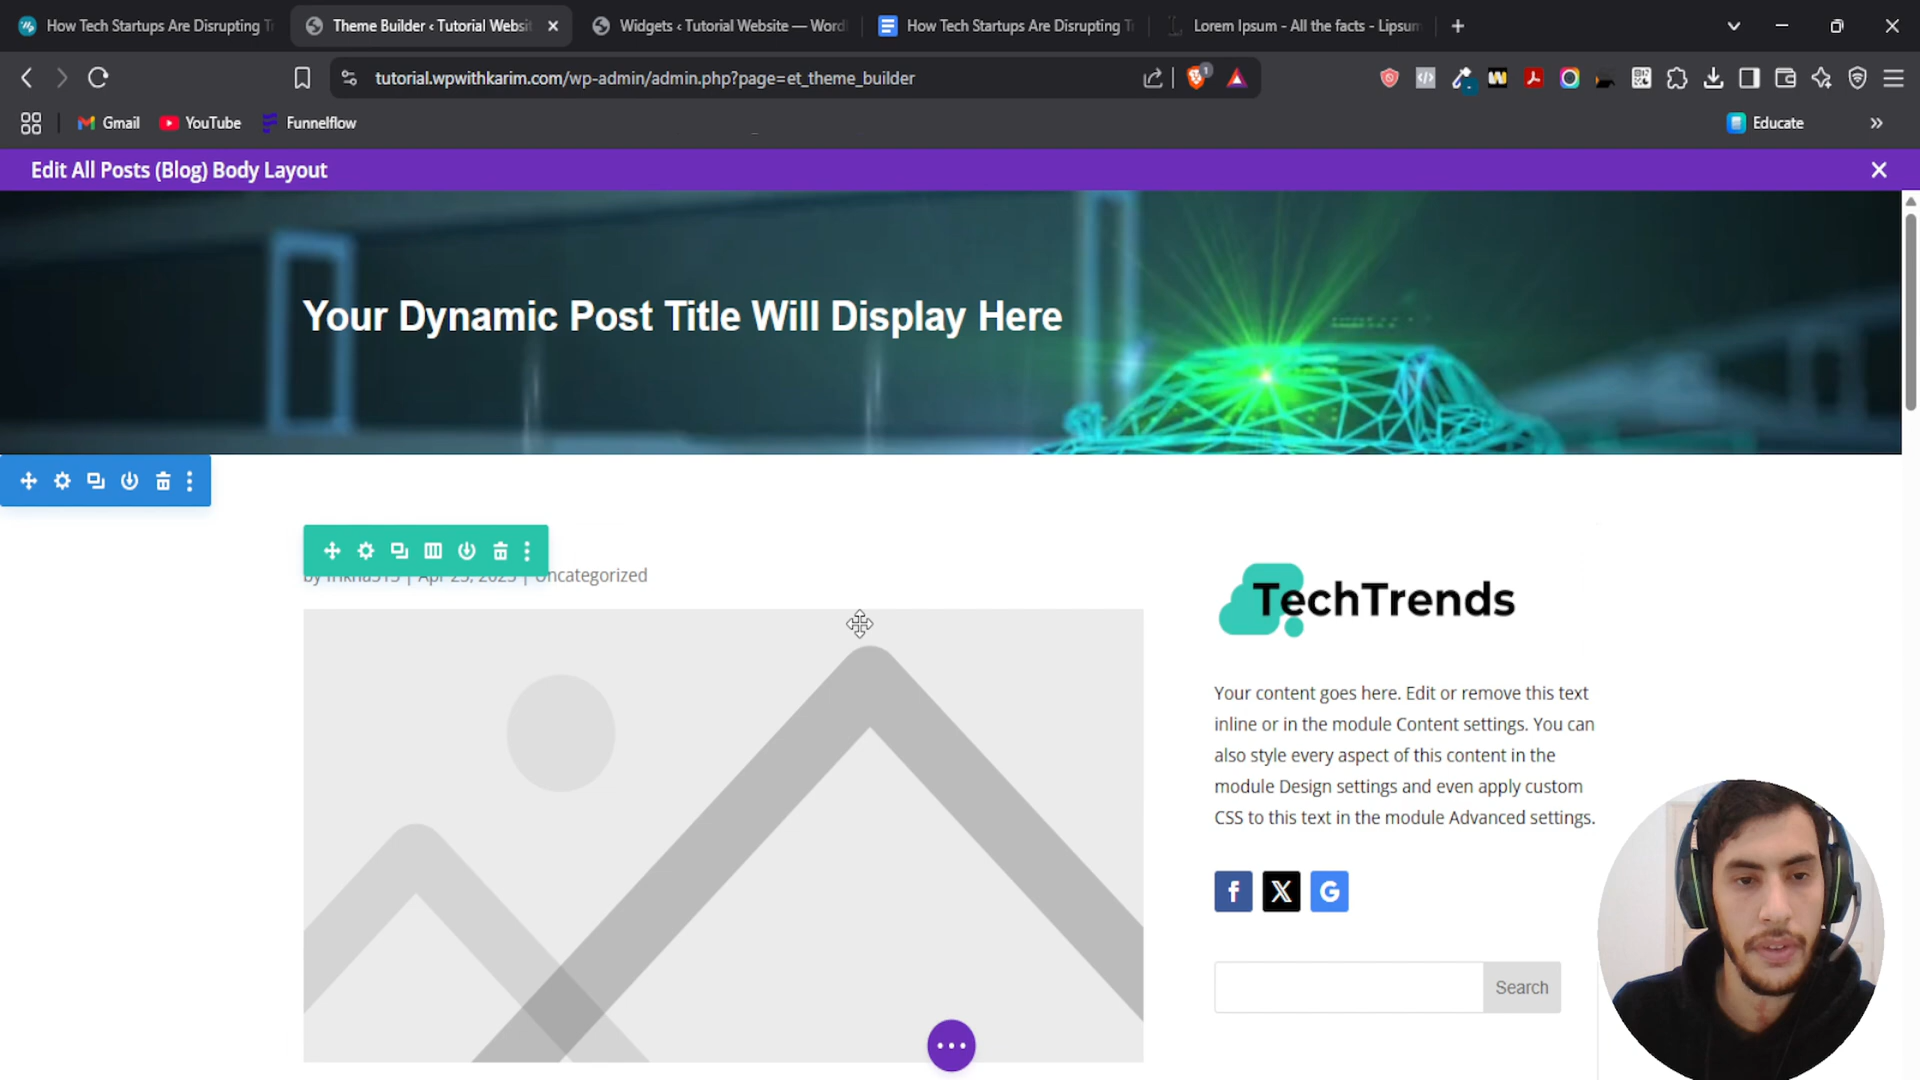 How Tech Startups Are Disrupting Tr
Theme Builder ‹ Tutorial Websit
Widgets ‹ Tutorial Website — Word
How Tech Startups Are Disrupting Tr
Lorem Ipsum - All the facts - Lipsum
tutorial.wpwithkarim.com/wp-admin/admin.php?page=et_theme_builder
Gmail
YouTube
Funnelflow
Educate
Edit All Posts (Blog) Body Layout
Your Dynamic Post Title Will Display Here
Uncategorized
TechTrends
Your content goes here. Edit or remove this text
inline or in the module Content settings. You can
also style every aspect of this content in the
module Design settings and even apply custom
CSS to this text in the module Advanced settings.
Search